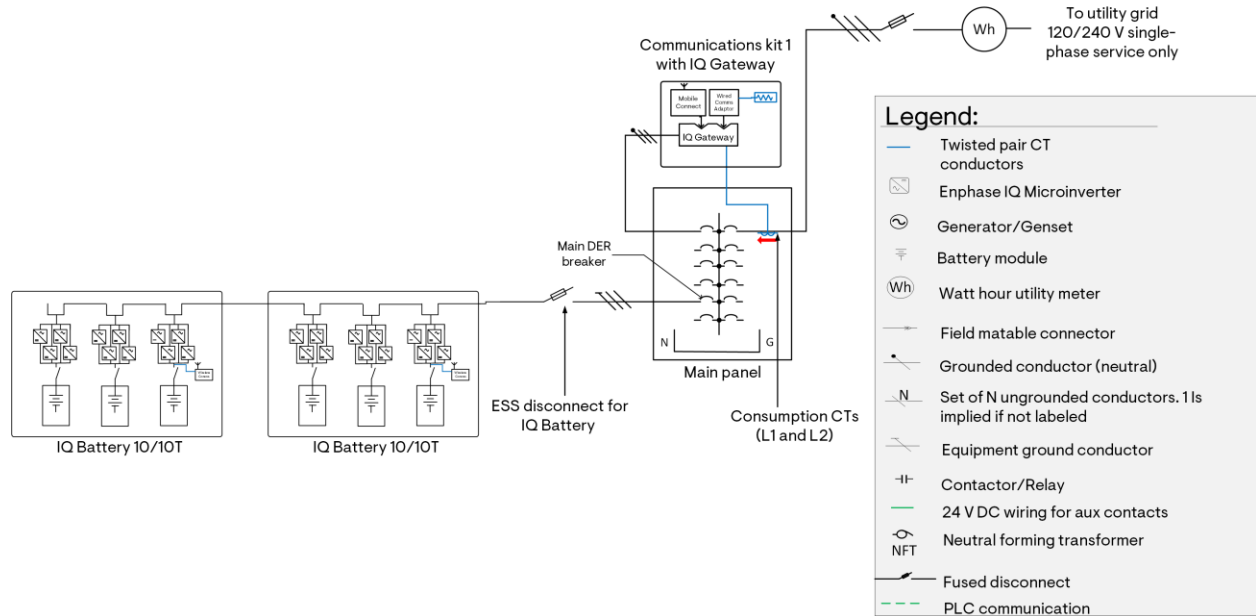 To utility grid
120/240 V single-
phase service only
Wh
Communications kit 1
with IQ Gateway
Mobile
Connect
Wired
Comms
Adaptor
IQ Gateway
Main DER
breaker
N
G
Main panel
ESS disconnect for
IQ Battery
Consumption CTs
(L1 and L2)
IQ Battery 10/10T
IQ Battery 10/10T
Legend:
Twisted pair CT
conductors
Enphase IQ Microinverter
Generator/Genset
Battery module
Wh
Watt hour utility meter
Field matable connector
Grounded conductor (neutral)
N
Set of N ungrounded conductors. 1 Is
implied if not labeled
Equipment ground conductor
Contactor/Relay
24 V DC wiring for aux contacts
NFT
Neutral forming transformer
Fused disconnect
PLC communication